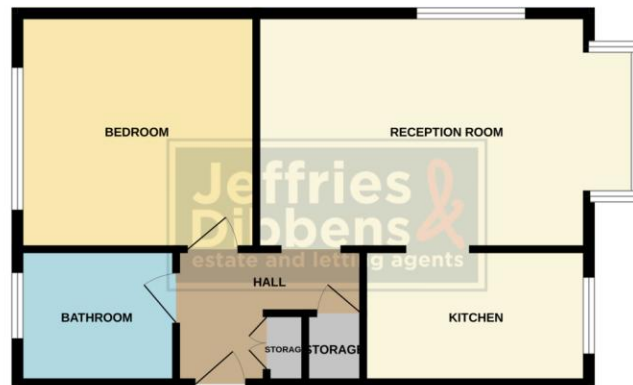 BEDROOM
RECEPTION ROOM
Jeffries
& Dibbens
estate and letting agents
HALL
BATHROOM
STORAGE
STORAGE
KITCHEN